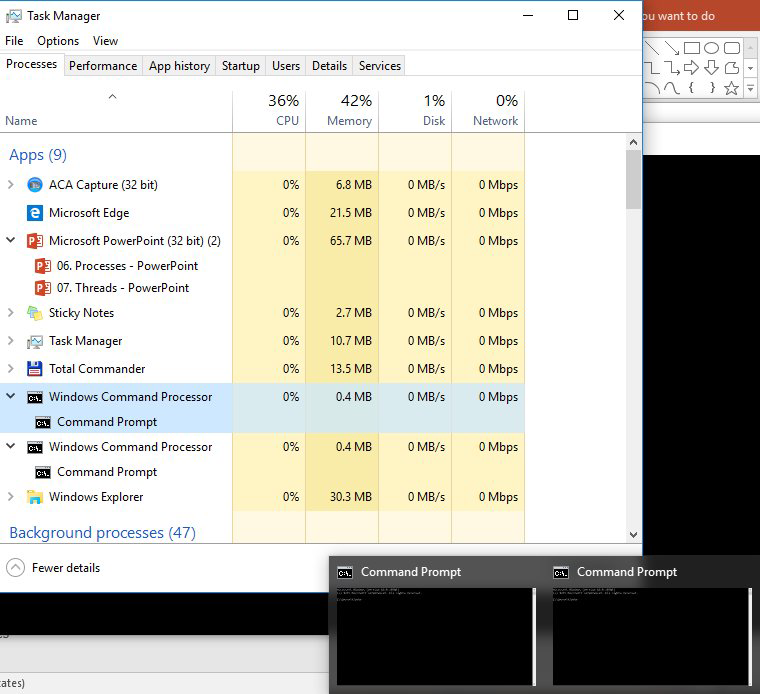 Task Manager
ou want to do
File Options View
Processes Performance App history Startup Users Details Services
36% 42% 1% 0%
Name CPU Memory Disk Network
Apps (9)
ACA Capture (32 bit) 0% 6.8 MB 0 MB/s 0 Mbps
Microsoft Edge 0% 21.5 MB 0 MB/s 0 Mbps
Microsoft PowerPoint (32 bit) (2) 0% 65.7 MB 0 MB/s 0 Mbps
06. Processes - PowerPoint
07. Threads - PowerPoint
Sticky Notes 0% 2.7 MB 0 MB/s 0 Mbps
Task Manager 0% 10.7 MB 0 MB/s 0 Mbps
Total Commander 0% 13.5 MB 0 MB/s 0 Mbps
Windows Command Processor 0% 0.4 MB 0 MB/s 0 Mbps
Command Prompt
Windows Command Processor 0% 0.4 MB 0 MB/s 0 Mbps
Command Prompt
Windows Explorer 0% 30.3 MB 0 MB/s 0 Mbps
Background processes (47)
Fewer details
Command Prompt Command Prompt
ates)